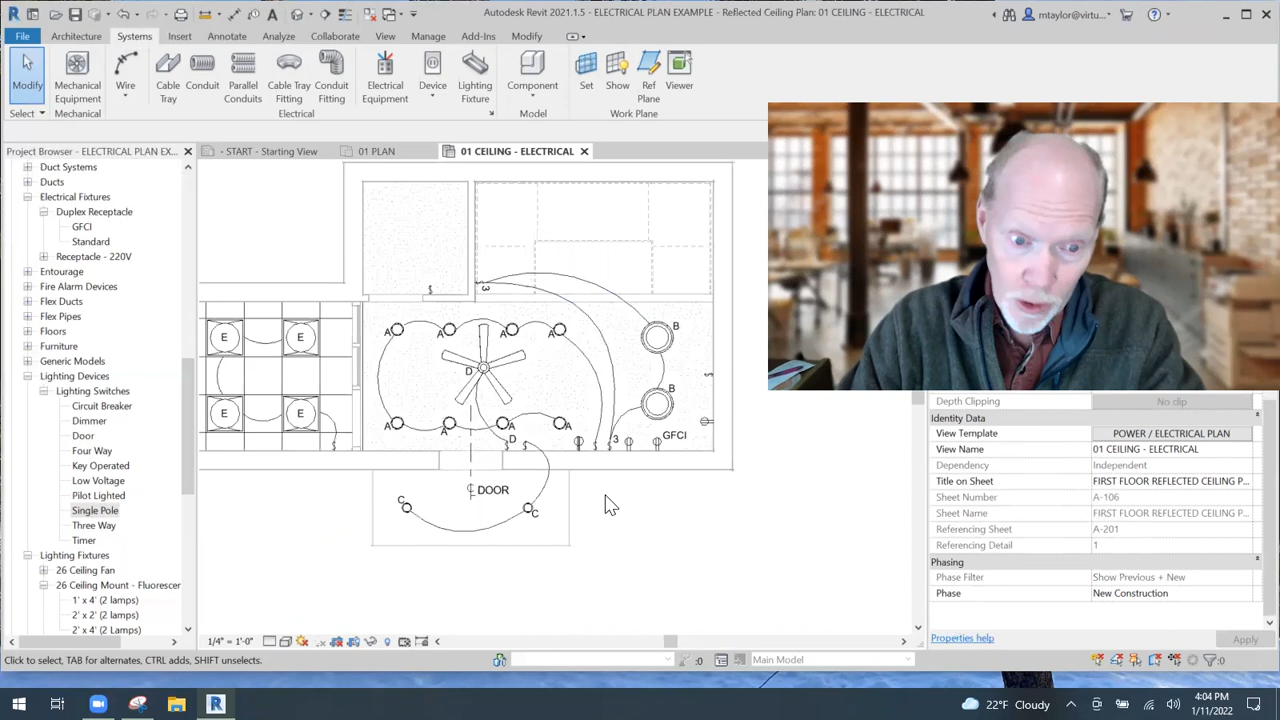 Autodesk Revit 2021.1.5 - ELECTRICAL PLAN EXAMPLE - Reflected Ceiling Plan: 01 CEILING - ELECTRICAL
mtaylor@virtu...
File Architecture Systems Insert Annotate Analyze Collaborate View Manage Add-Ins Modify
Modify
Mechanical Equipment
Wire
Cable Tray
Conduit
Parallel Conduits
Cable Tray Fitting
Conduit Fitting
Electrical Equipment
Device
Lighting Fixture
Component
Set
Show
Ref Plane
Viewer
Select Mechanical Electrical Model Work Plane
Project Browser - ELECTRICAL PLAN EX...
- START - Starting View
01 PLAN
01 CEILING - ELECTRICAL
Duct Systems
Ducts
Electrical Fixtures
Duplex Receptacle
GFCI
Standard
Receptacle - 220V
Entourage
Fire Alarm Devices
Flex Ducts
Flex Pipes
Floors
Furniture
Generic Models
Lighting Devices
Lighting Switches
Circuit Breaker
Dimmer
Door
Four Way
Key Operated
Low Voltage
Pilot Lighted
Single Pole
Three Way
Timer
Lighting Fixtures
26 Ceiling Fan
26 Ceiling Mount - Fluorescer
1' x 4' (2 lamps)
2' x 2' (2 lamps)
2' x 4' (2 Lamps)
$
3
A A A A
B
E E
D
B
$
E E
A A A A
D $ $ $ 3
GFCI
$
DOOR
C C
Depth Clipping No clip
Identity Data
View Template POWER / ELECTRICAL PLAN
View Name 01 CEILING - ELECTRICAL
Dependency Independent
Title on Sheet FIRST FLOOR REFLECTED CEILING P...
Sheet Number A-106
Sheet Name FIRST FLOOR REFLECTED CEILING P...
Referencing Sheet A-201
Referencing Detail 1
Phasing
Phase Filter Show Previous + New
Phase New Construction
Properties help
Apply
1/4" = 1'-0"
Click to select, TAB for alternates, CTRL adds, SHIFT unselects.
:0
Main Model
:0
22°F Cloudy
4:04 PM
1/11/2022